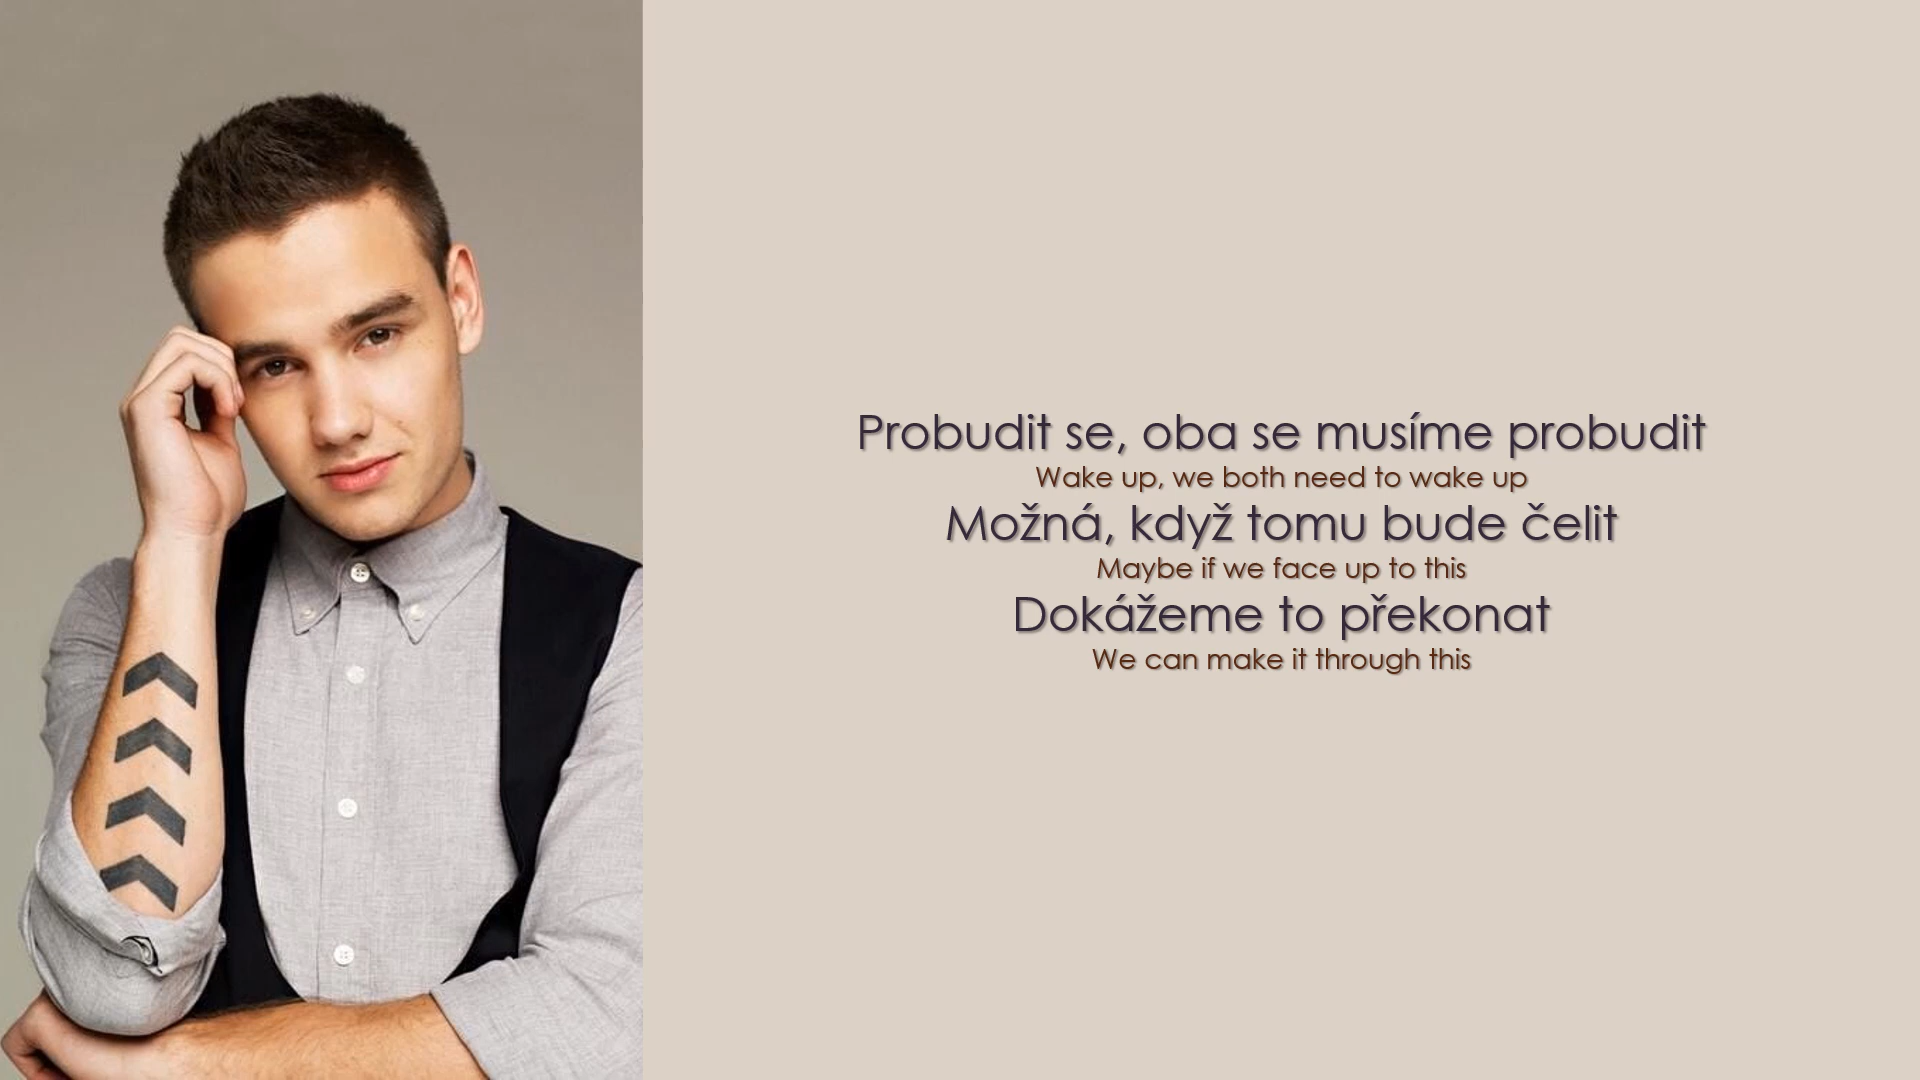 Probudit se, oba se musíme probudit
Wake up, we both need to wake up
Možná, když tomu bude čelit
Maybe if we face up to this
Dokážeme to překonat
We can make it through this